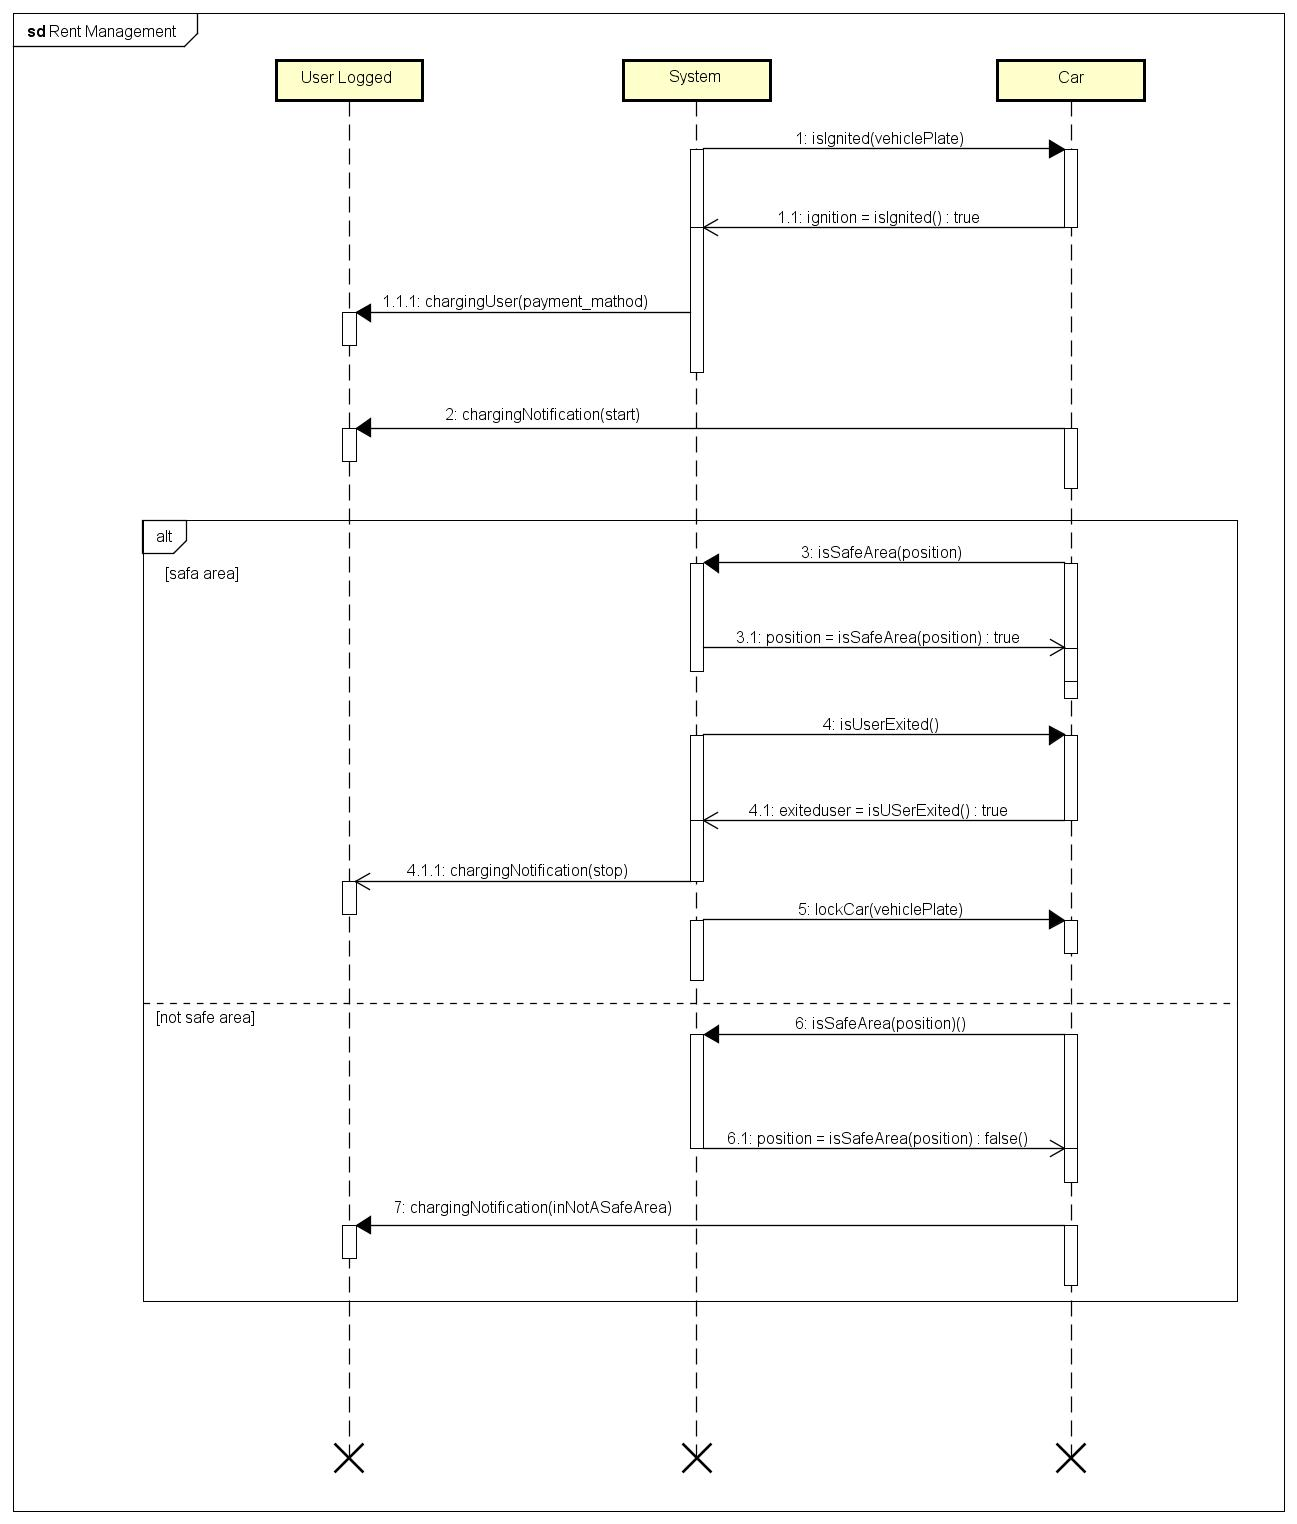 sd Rent Management
User Logged
System
Car
1: isIgnited(vehiclePlate)
1.1: ignition = isIgnited() : true
1.1.1: chargingUser(payment_mathod)
2: chargingNotification(start)
alt
[safa area]
3: isSafeArea(position)
3.1: position = isSafeArea(position) : true
4: isUserExited()
4.1: exiteduser = isUSerExited() : true
4.1.1: chargingNotification(stop)
5: lockCar(vehiclePlate)
[not safe area]
6: isSafeArea(position)()
6.1: position = isSafeArea(position) : false()
7: chargingNotification(inNotASafeArea)